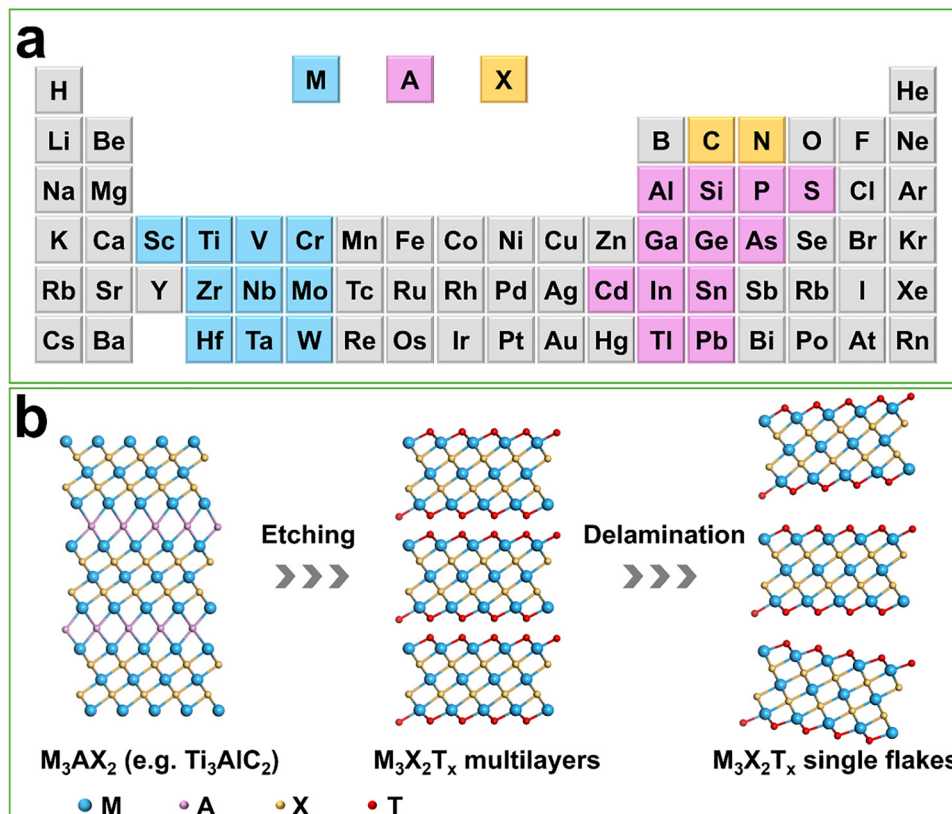 a
M A X
H He
Li Be B C N O F Ne
Na Mg Al Si P S Cl Ar
K Ca Sc Ti V Cr Mn Fe Co Ni Cu Zn Ga Ge As Se Br Kr
Rb Sr Y Zr Nb Mo Tc Ru Rh Pd Ag Cd In Sn Sb Rb I Xe
Cs Ba Hf Ta W Re Os Ir Pt Au Hg Tl Pb Bi Po At Rn
b
Etching
Delamination
M₃AX₂ (e.g. Ti₃AlC₂)
M₃X₂Tₓ multilayers
M₃X₂Tₓ single flakes
M A X T